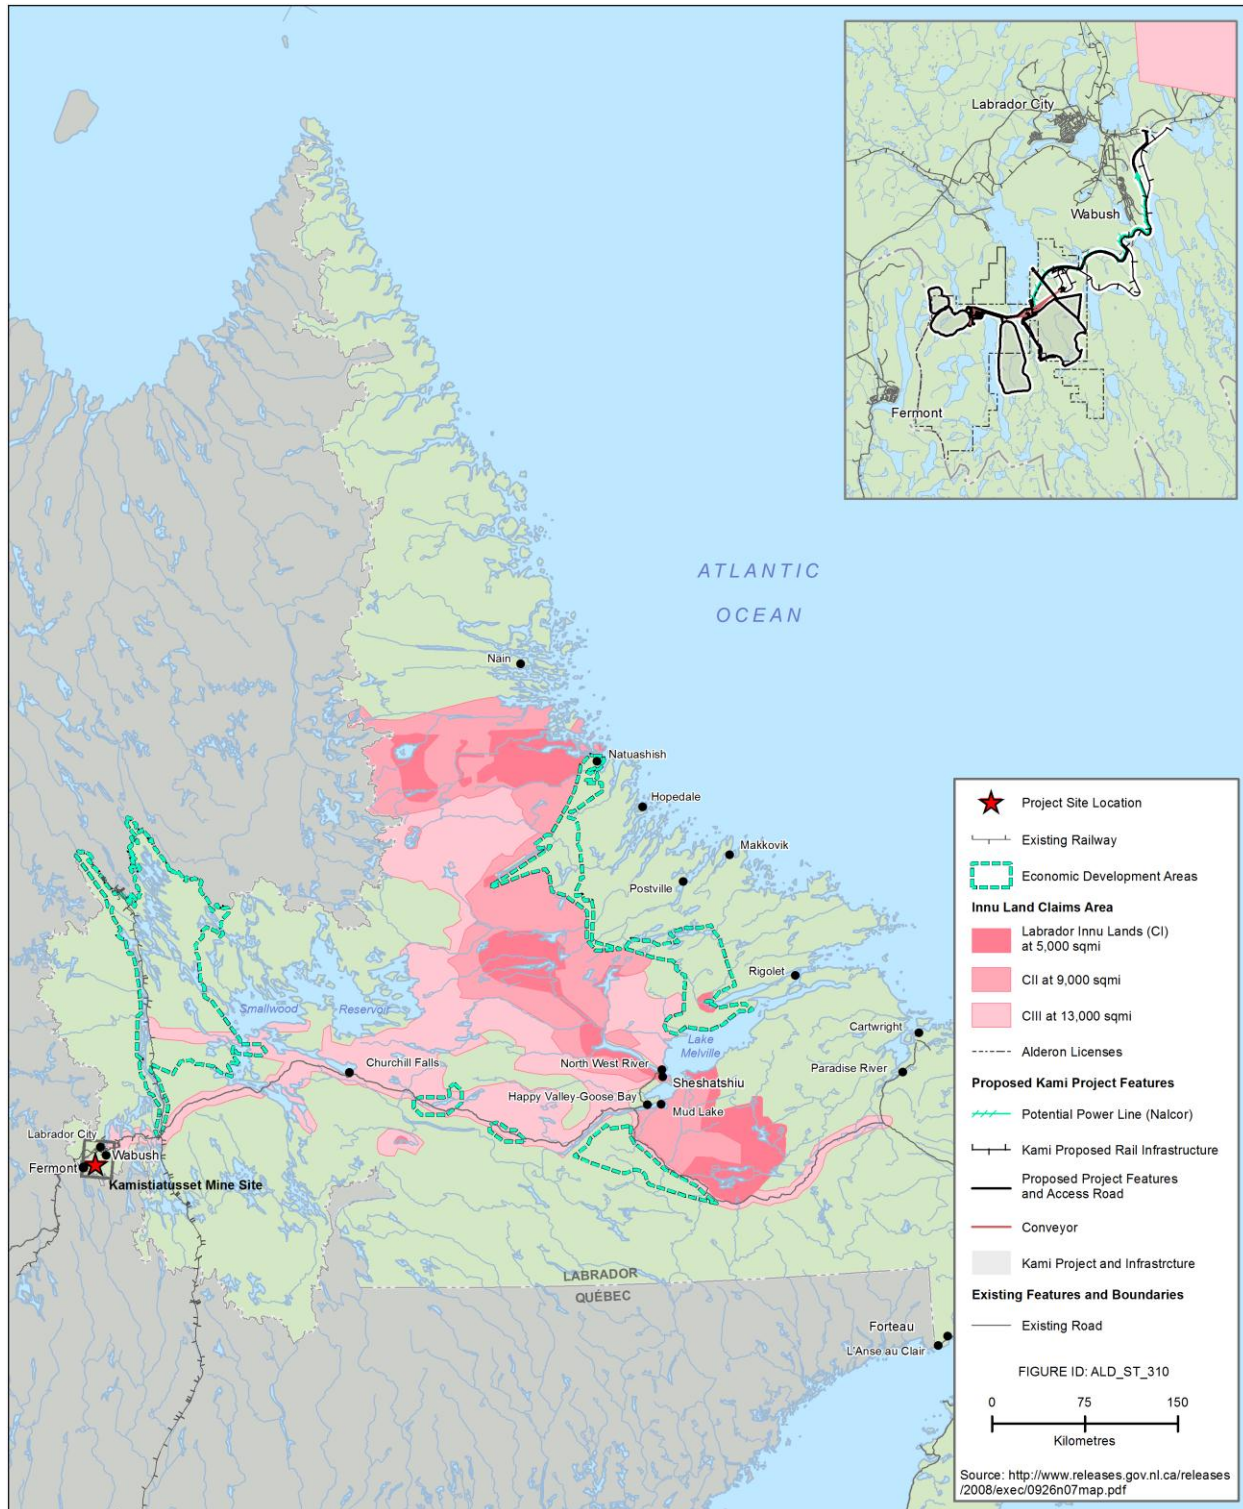 Labrador City
Wabush
Fermont
ATLANTIC
OCEAN
Nain
Natuashish
Hopedale
Makkovik
Postville
Rigolet
Smallwood
Reservoir
Cartwright
Lake
Melville
Churchill Falls
North West River
Paradise River
Sheshatshiu
Happy Valley-Goose Bay
Mud Lake
Labrador City
Wabush
Fermont
Kamistiatusset Mine Site
LABRADOR
QUÉBEC
Forteau
L'Anse au Clair
Project Site Location
Existing Railway
Economic Development Areas
Innu Land Claims Area
Labrador Innu Lands (CI)
at 5,000 sqmi
CII at 9,000 sqmi
CIII at 13,000 sqmi
Alderon Licenses
Proposed Kami Project Features
Potential Power Line (Nalcor)
Kami Proposed Rail Infrastructure
Proposed Project Features
and Access Road
Conveyor
Kami Project and Infrastrcture
Existing Features and Boundaries
Existing Road
FIGURE ID: ALD_ST_310
0 75 150
Kilometres
Source: http://www.releases.gov.nl.ca/releases
/2008/exec/0926n07map.pdf